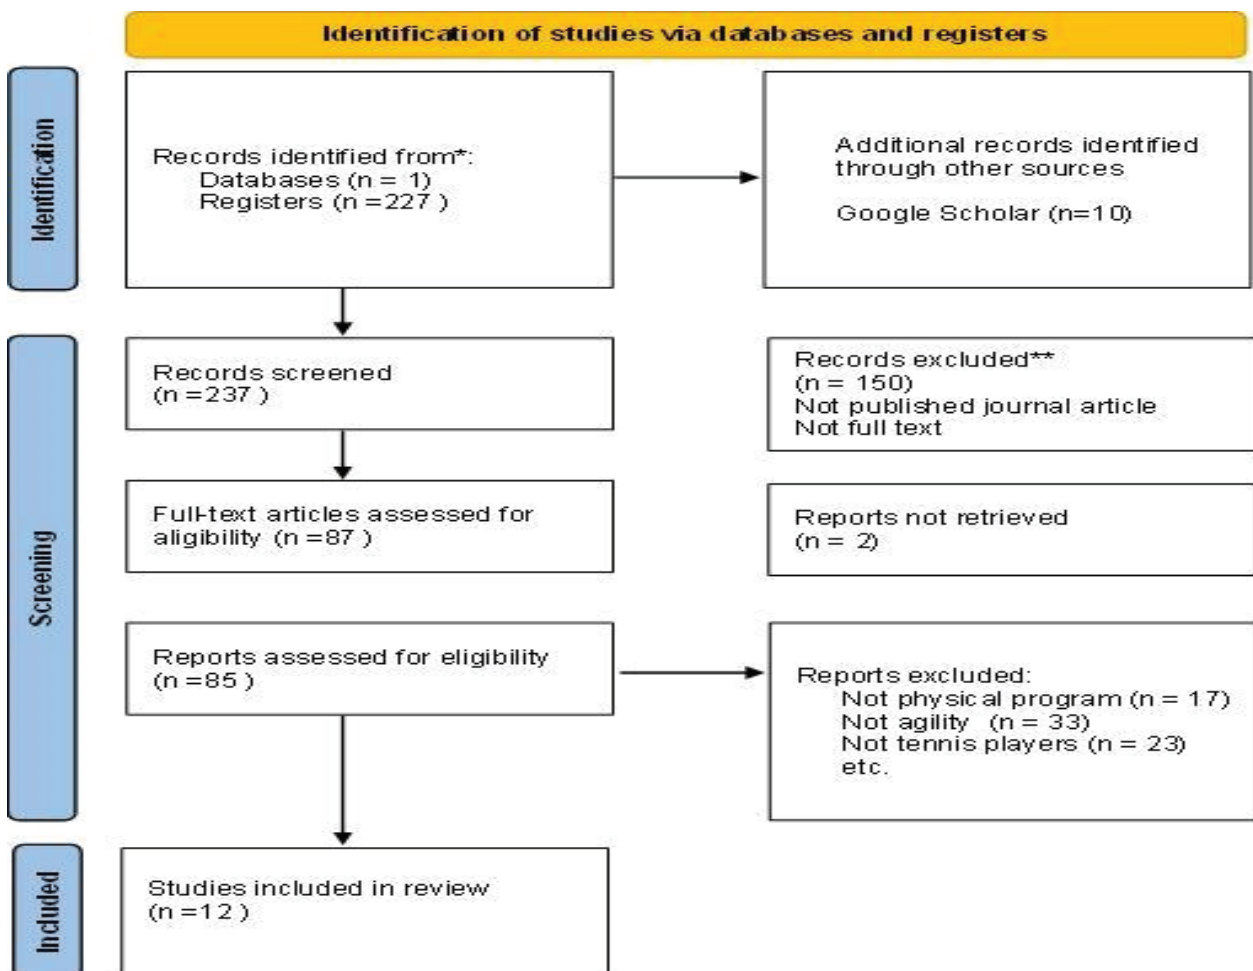 Identification of studies via databases and registers
Identification
Records identified from*:
Databases (n = 1)
Registers (n =227 )
Additional records identified
through other sources
Google Scholar (n=10)
Screening
Records screened
(n =237 )
Records excluded**
(n = 150)
Not published journal article
Not full text
Full-text articles assessed for
aligibility (n =87 )
Reports not retrieved
(n = 2)
Reports assessed for eligibility
(n =85 )
Reports excluded:
Not physical program (n = 17)
Not agility  (n = 33)
Not tennis players (n = 23)
etc.
Included
Studies included in review
(n =12 )